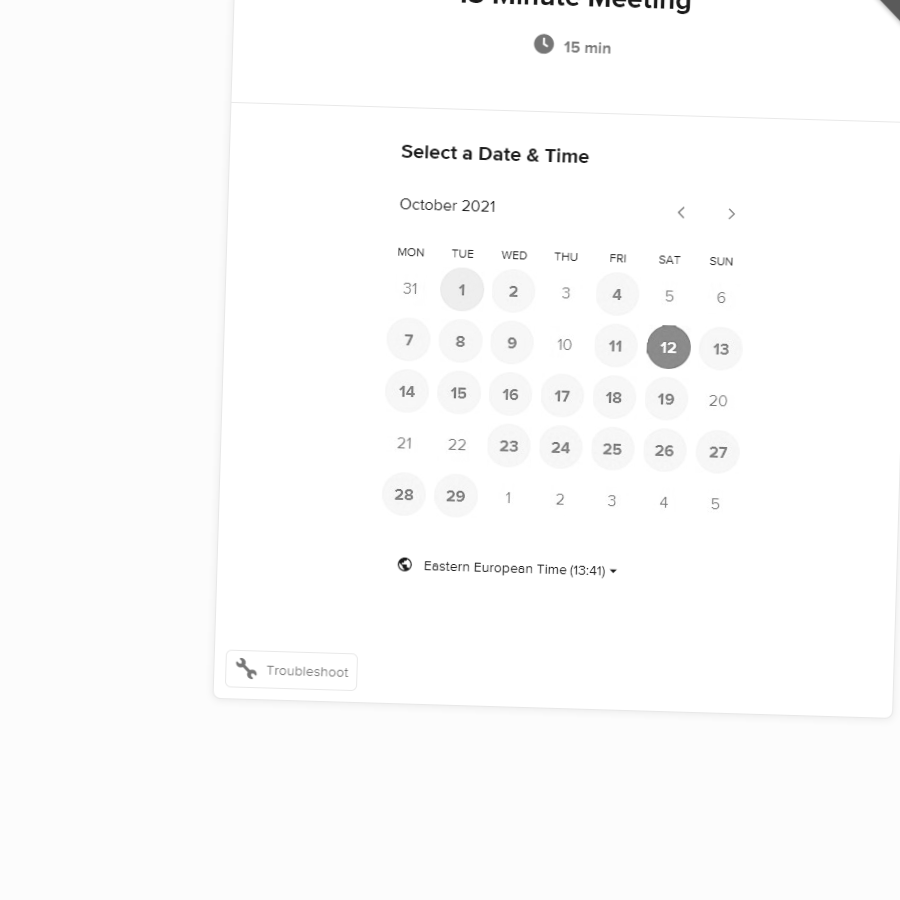 15 Minute Meeting
15 min
Select a Date & Time
October 2021
MON TUE WED THU FRI SAT SUN
31 1 2 3 4 5 6
7 8 9 10 11 12 13
14 15 16 17 18 19 20
21 22 23 24 25 26 27
28 29 1 2 3 4 5
Eastern European Time (13:41)
Troubleshoot